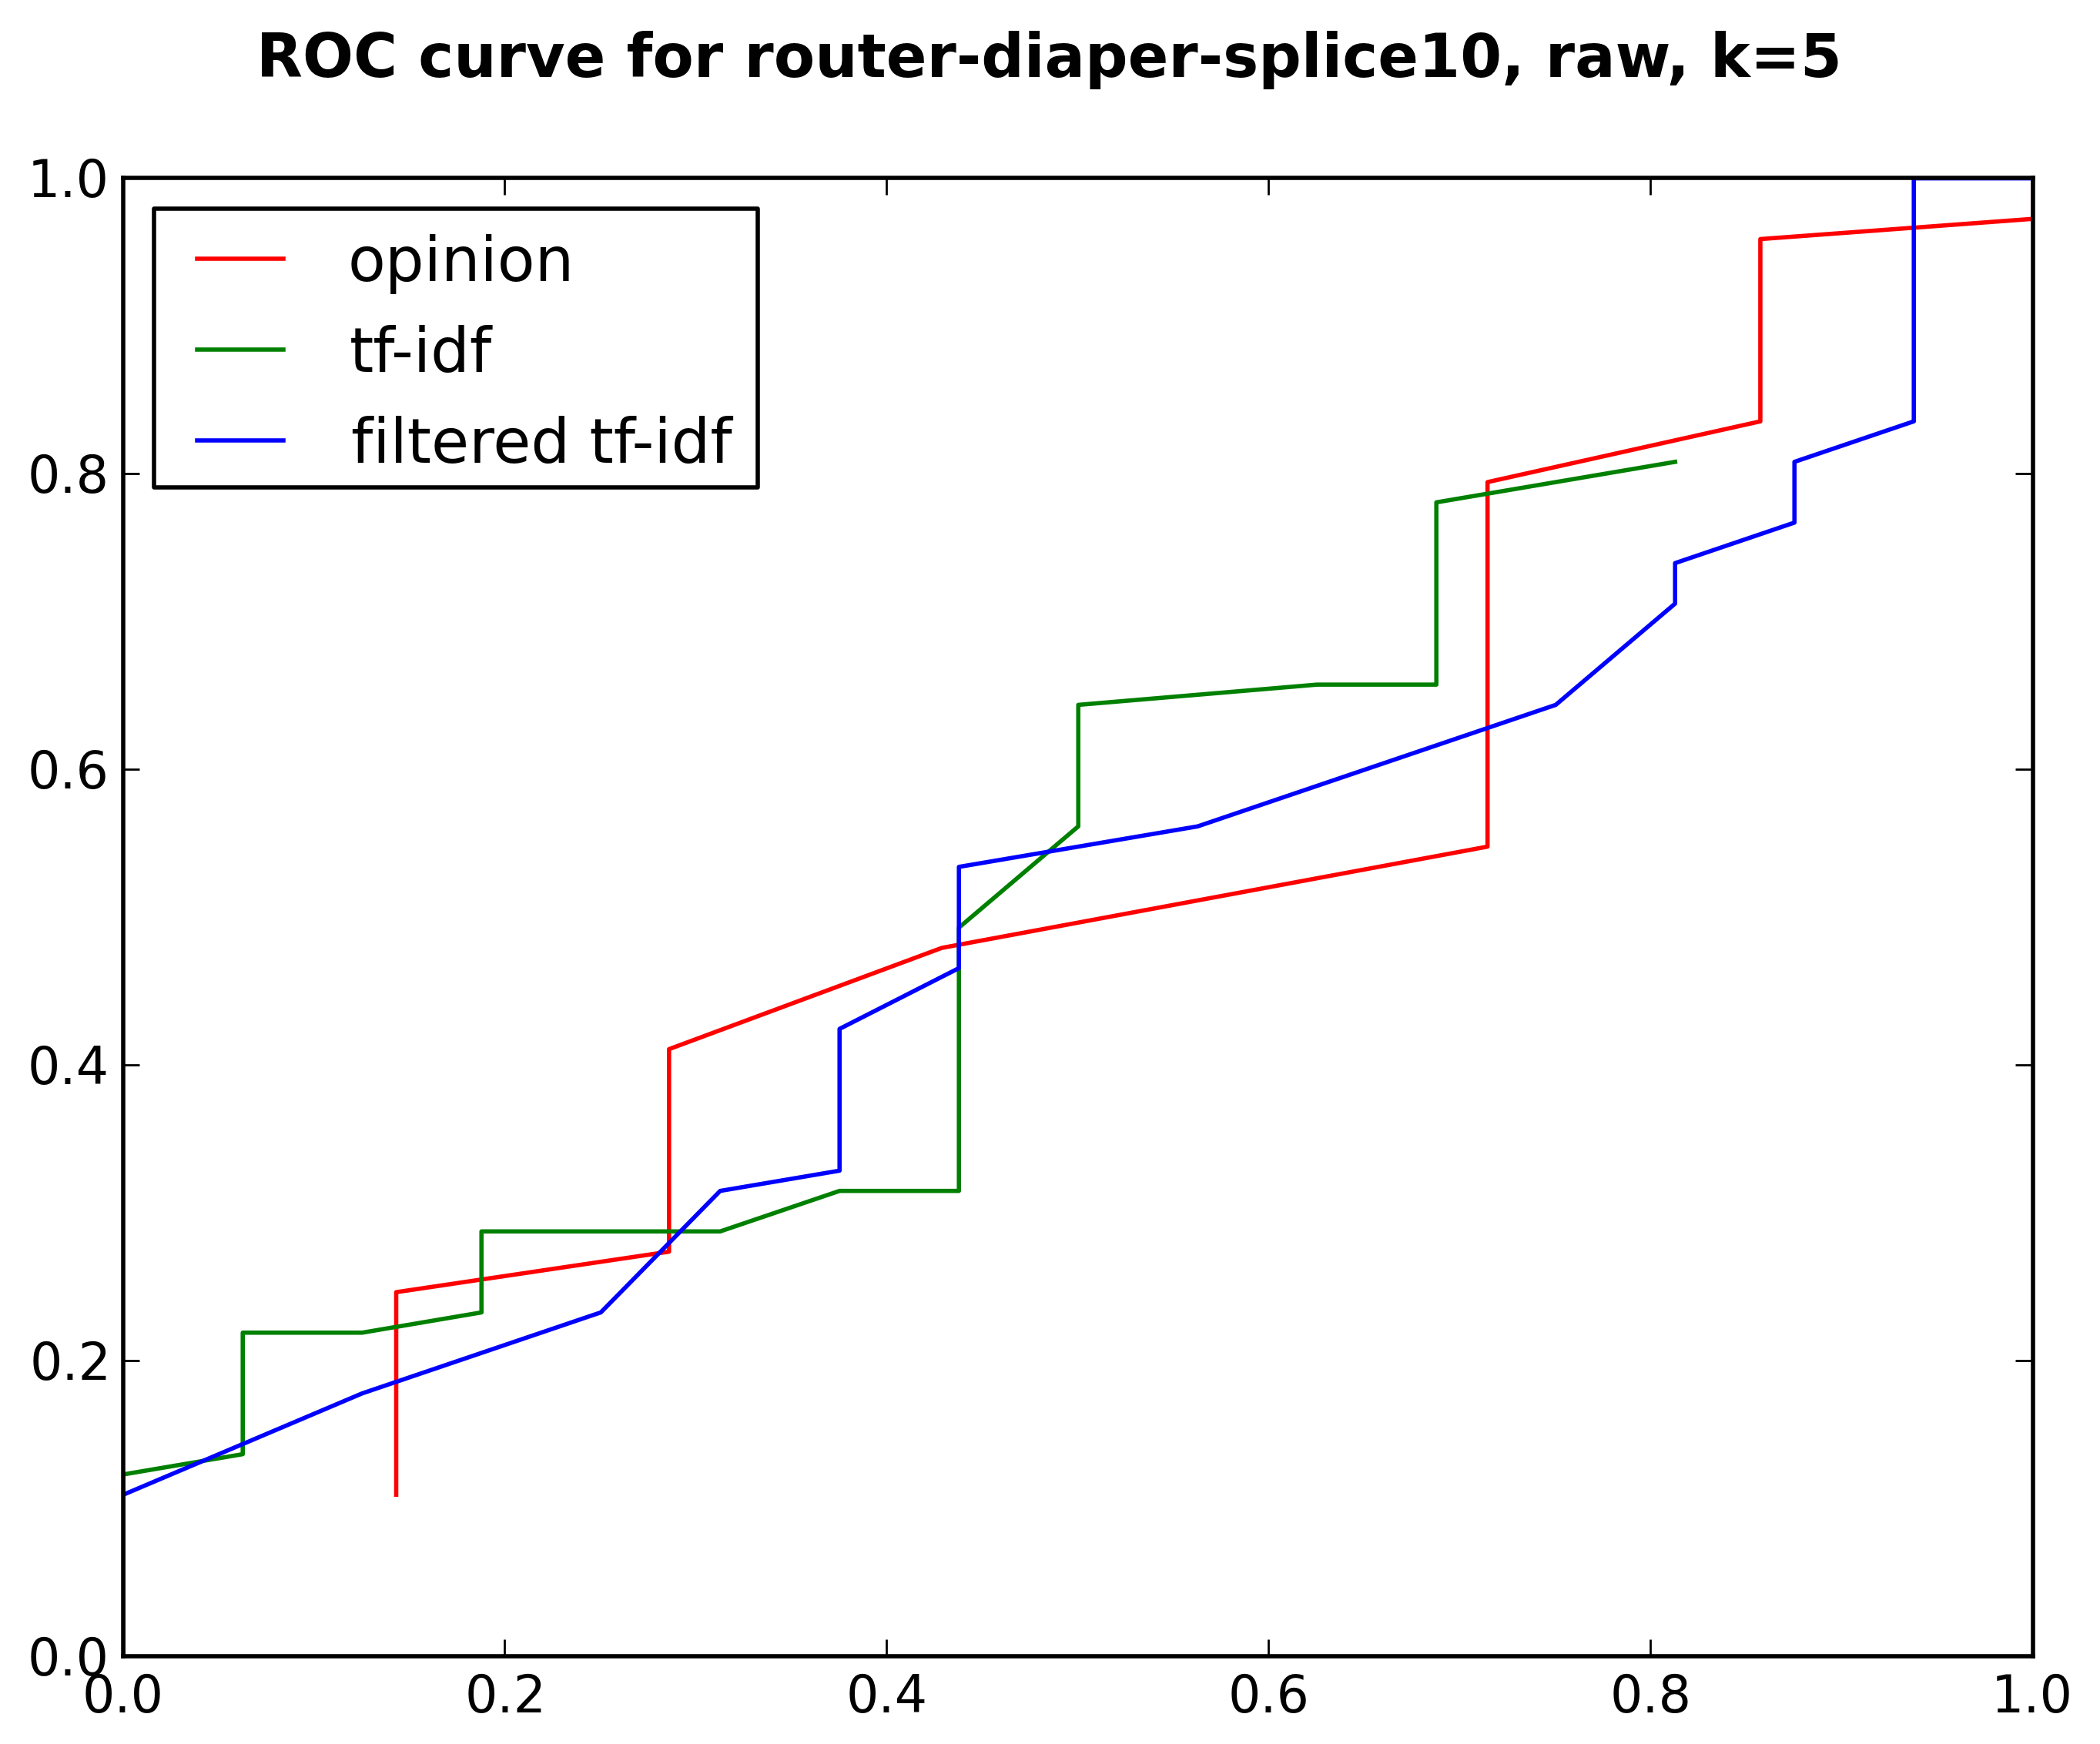 ROC curve for router-diaper-splice10, raw, k=5
1.0
opinion
tf-idf
filtered tf-idf
0.8
0.6
0.4
0.2
0.0
0.0 0.2 0.4 0.6 0.8 1.0